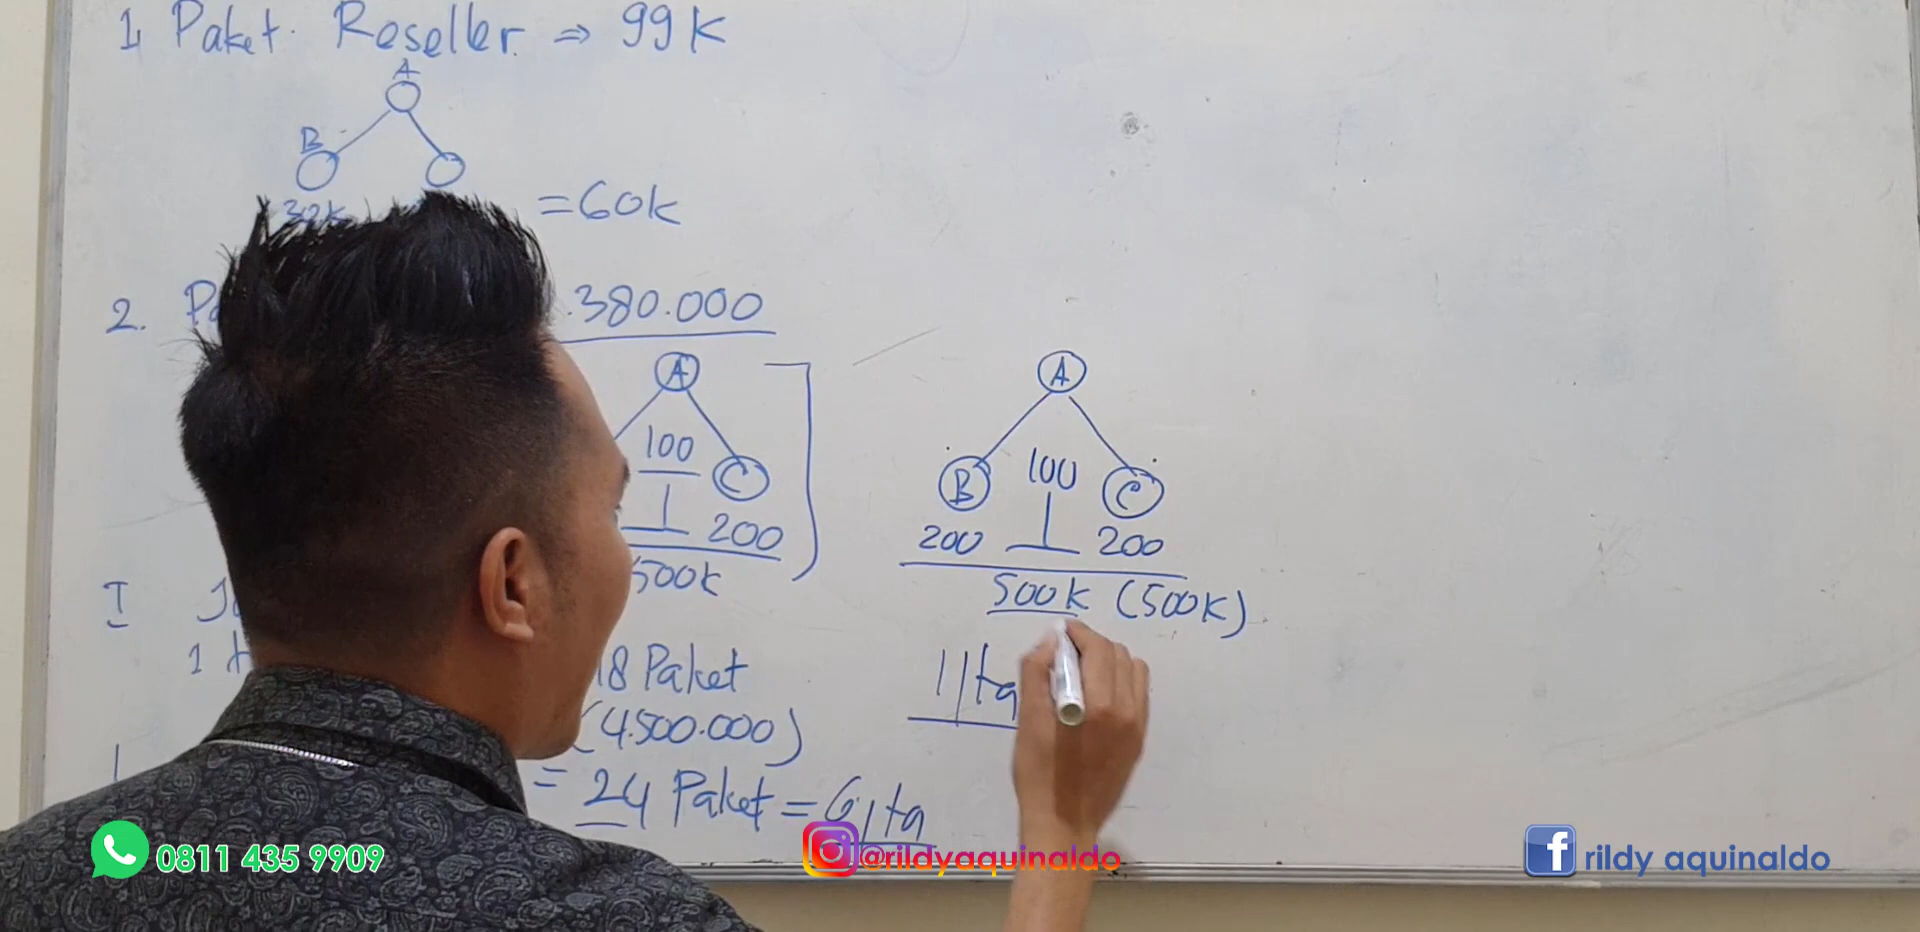 1, Paket. Reseller. ⇒ 99K
A
B
30k =60k
2. .380.000
A
100
C
200
500k
A
B 100 C
200 200
500k (500K)
I
1 18 Paket
1 Jta
(4.500.000)
= 24 Paket = 6 Jta
0811 435 9909
@rildyaquinaldo
rildy aquinaldo